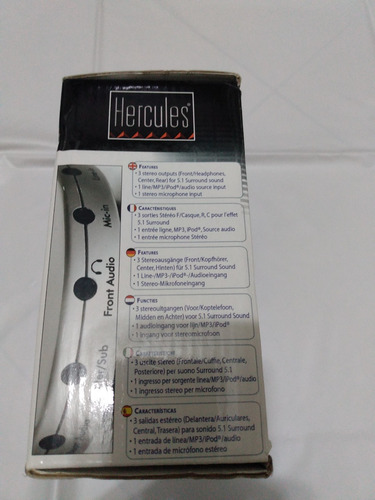 Hercules®
FEATURES
• 3 stereo outputs (Front/Headphones,
Center, Rear) for 5.1 Surround sound
• 1 line/MP3/iPod®/audio source input
• 1 stereo microphone input
CARACTÉRISTIQUES
• 3 sorties Stéréo F/Casque, R, C pour l'effet
5.1 Surround
• 1 entrée ligne, MP3, iPod®, Source audio
• 1 entrée microphone Stéréo
FEATURES
• 3 Stereoausgänge (Front/Kopfhörer,
Center, Hinten) für 5.1 Surround Sound
• 1 Line-/MP3-/iPod®-/Audioeingang
• 1 Stereo-Mikrofoneingang
FUNCTIES
• 3 stereouitgangen (Voor/Koptelefoon,
Midden en Achter) voor 5.1 Surround Sound
• 1 audioingang voor lijn/MP3/iPod®
• 1 ingang voor stereomicrofoon
CARATTERISTICHE
• 3 uscite stereo (Frontale/Cuffie, Centrale,
Posteriore) per suono Surround 5.1
• 1 ingresso per sorgente linea/MP3/iPod®/audio
• 1 ingresso stereo per microfono
CARACTERÍSTICAS
• 3 salidas estéreo (Delantera/Auriculares,
Central, Trasera) para sonido 5.1 Surround
• 1 entrada de línea/MP3/iPod®/audio
• 1 entrada de micrófono estéreo
Mic-in
Front Audio
/Sub